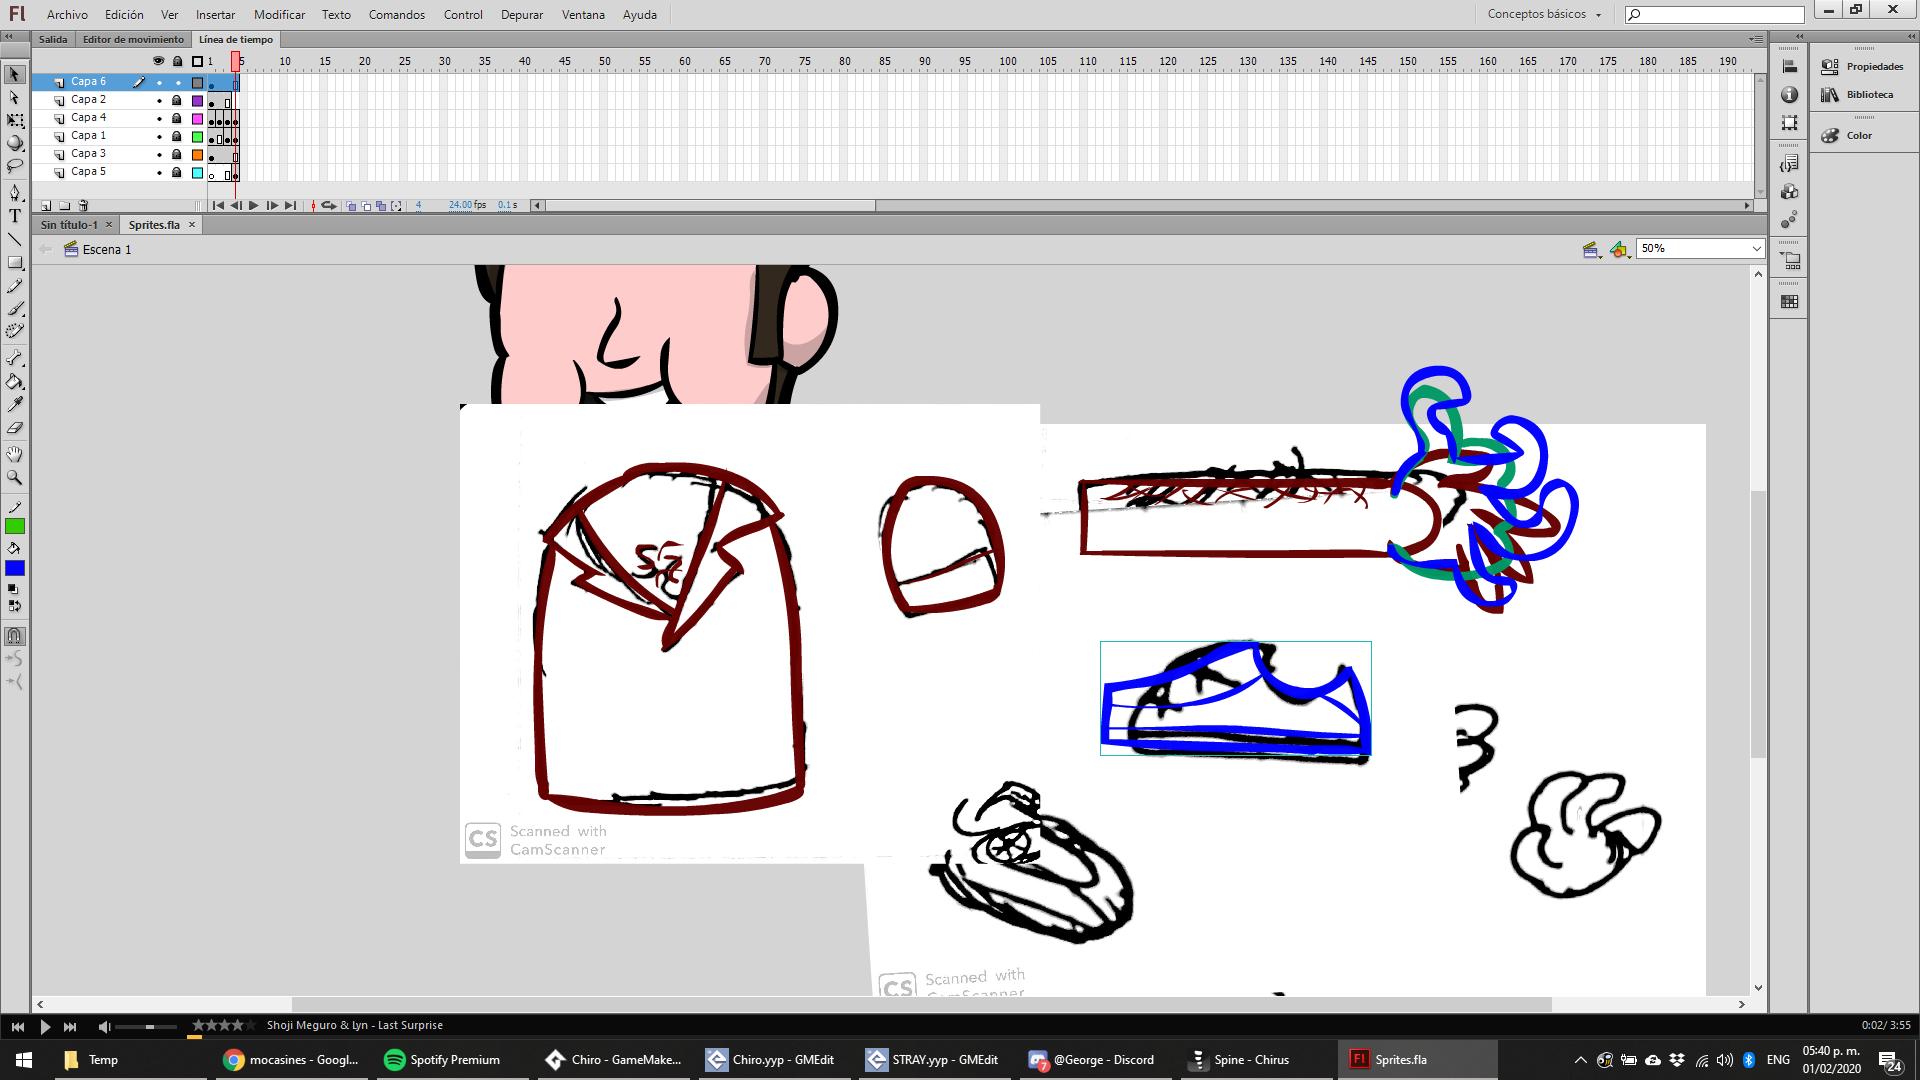 Fl Archivo Edición Ver Insertar Modificar Texto Comandos Control Depurar Ventana Ayuda Conceptos básicos
Salida Editor de movimiento Línea de tiempo
1 5 10 15 20 25 30 35 40 45 50 55 60 65 70 75 80 85 90 95 100 105 110 115 120 125 130 135 140 145 150 155 160 165 170 175 180 185 190
Capa 6
Capa 2
Capa 4
Capa 1
Capa 3
Capa 5
4 24.00 fps 0.1 s
Propiedades
Biblioteca
Color
Sin título-1 × Sprites.fla ×
Escena 1
50%
CS Scanned with
CamScanner
CS Scanned with
CamScanner
Shoji Meguro & Lyn - Last Surprise
0:02/ 3:55
Temp
mocasines - Googl...
Spotify Premium
Chiro - GameMake...
Chiro.yyp - GMEdit
STRAY.yyp - GMEdit
7
@George - Discord
Spine - Chirus
Fl Sprites.fla
ENG
05:40 p. m.
01/02/2020
24